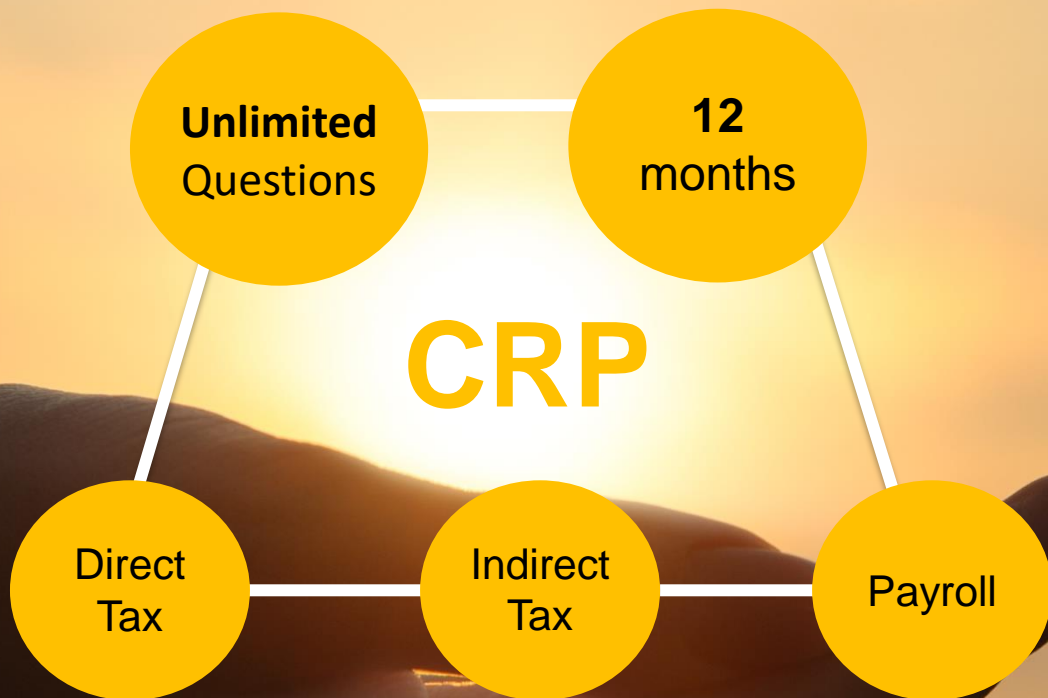 Unlimited
Questions
12
months
CRP
Direct
Tax
Indirect
Tax
Payroll